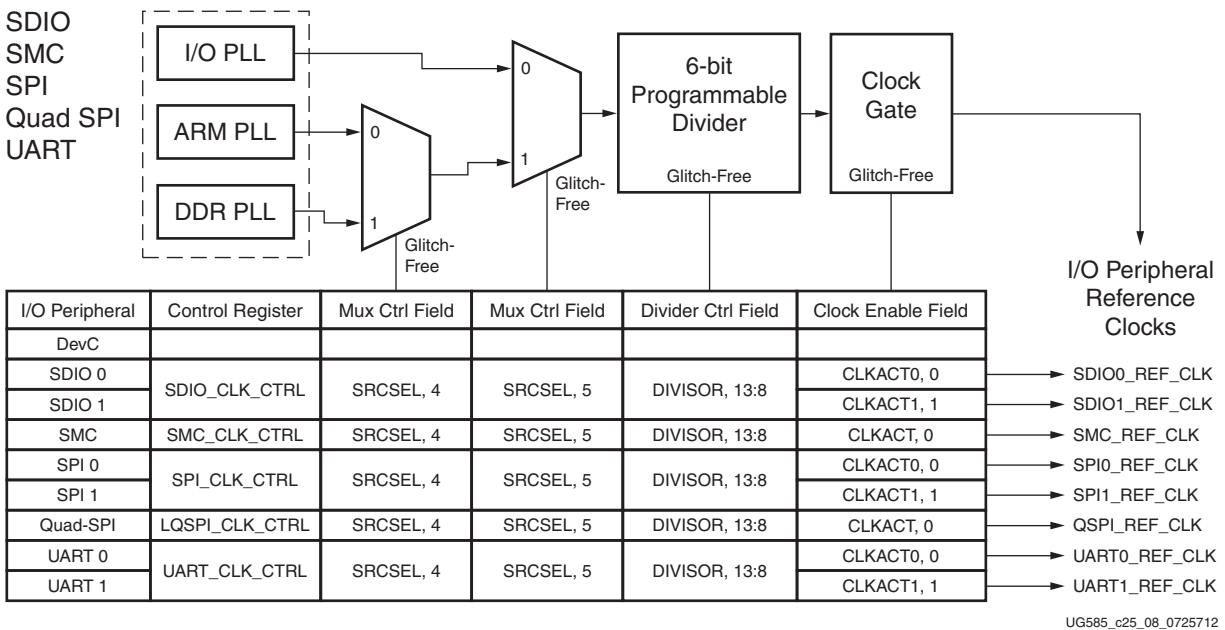 SDIO
SMC
SPI
Quad SPI
UART
I/O PLL
ARM PLL
DDR PLL
0
1
Glitch-
Free
0
1
Glitch-
Free
6-bit
Programmable
Divider
Glitch-Free
Clock
Gate
Glitch-Free
I/O Peripheral
Reference
Clocks
I/O Peripheral Control Register Mux Ctrl Field Mux Ctrl Field Divider Ctrl Field Clock Enable Field
DevC
SDIO 0 CLKACT0, 0 SDIO0_REF_CLK
SDIO_CLK_CTRL SRCSEL, 4 SRCSEL, 5 DIVISOR, 13:8
SDIO 1 CLKACT1, 1 SDIO1_REF_CLK
SMC SMC_CLK_CTRL SRCSEL, 4 SRCSEL, 5 DIVISOR, 13:8 CLKACT, 0 SMC_REF_CLK
SPI 0 CLKACT0, 0 SPI0_REF_CLK
SPI_CLK_CTRL SRCSEL, 4 SRCSEL, 5 DIVISOR, 13:8
SPI 1 CLKACT1, 1 SPI1_REF_CLK
Quad-SPI LQSPI_CLK_CTRL SRCSEL, 4 SRCSEL, 5 DIVISOR, 13:8 CLKACT, 0 QSPI_REF_CLK
UART 0 CLKACT0, 0 UART0_REF_CLK
UART_CLK_CTRL SRCSEL, 4 SRCSEL, 5 DIVISOR, 13:8
UART 1 CLKACT1, 1 UART1_REF_CLK
UG585_c25_08_0725712